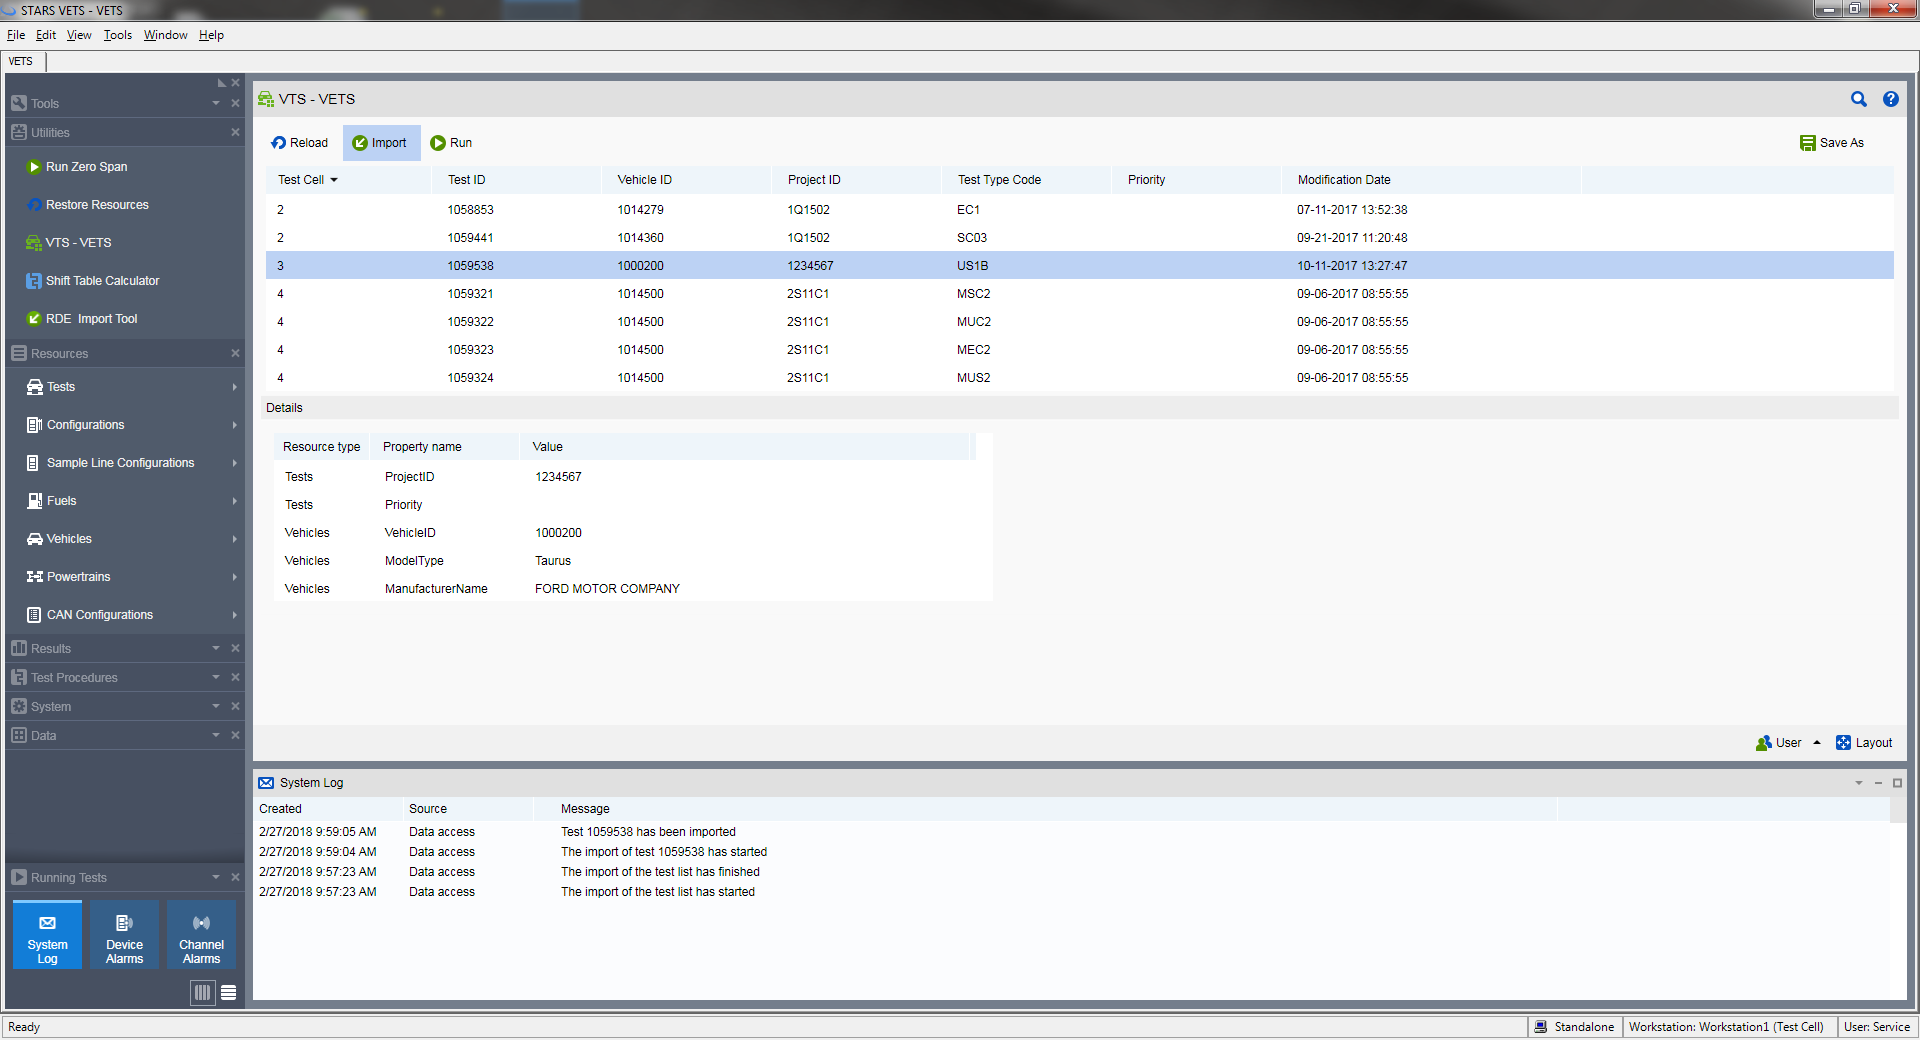 STARS VETS - VETS
File Edit View Tools Window Help
VETS
Tools
Utilities
Run Zero Span
Restore Resources
VTS - VETS
Shift Table Calculator
RDE Import Tool
Resources
Tests
Configurations
Sample Line Configurations
Fuels
Vehicles
Powertrains
CAN Configurations
Results
Test Procedures
System
Data
Running Tests
System Log
Device Alarms
Channel Alarms
VTS - VETS
Reload Import Run Save As
Test Cell Test ID Vehicle ID Project ID Test Type Code Priority Modification Date
2 1058853 1014279 1Q1502 EC1 07-11-2017 13:52:38
2 1059441 1014360 1Q1502 SC03 09-21-2017 11:20:48
3 1059538 1000200 1234567 US1B 10-11-2017 13:27:47
4 1059321 1014500 2S11C1 MSC2 09-06-2017 08:55:55
4 1059322 1014500 2S11C1 MUC2 09-06-2017 08:55:55
4 1059323 1014500 2S11C1 MEC2 09-06-2017 08:55:55
4 1059324 1014500 2S11C1 MUS2 09-06-2017 08:55:55
Details
Resource type Property name Value
Tests ProjectID 1234567
Tests Priority
Vehicles VehicleID 1000200
Vehicles ModelType Taurus
Vehicles ManufacturerName FORD MOTOR COMPANY
User Layout
System Log
Created Source Message
2/27/2018 9:59:05 AM Data access Test 1059538 has been imported
2/27/2018 9:59:04 AM Data access The import of test 1059538 has started
2/27/2018 9:57:23 AM Data access The import of the test list has finished
2/27/2018 9:57:23 AM Data access The import of the test list has started
Ready Standalone Workstation: Workstation1 (Test Cell) User: Service